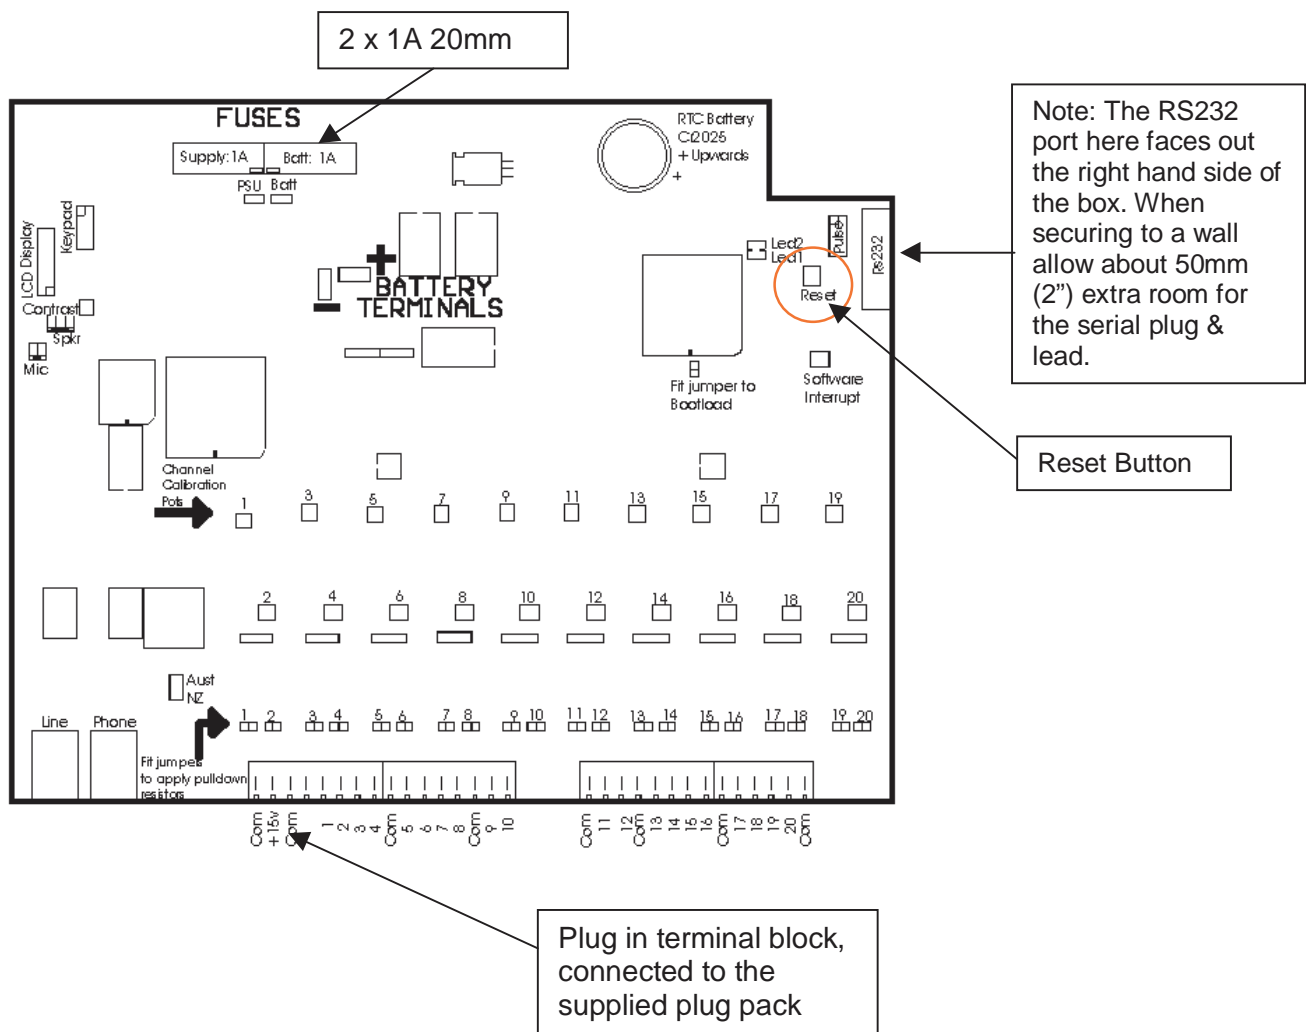 2 x 1A 20mm
FUSES
Supply:1A
Batt: 1A
PSU
Batt
RTC Battery
Cr2025
+ Upwards
+
Note: The RS232
port here faces out
the right hand side of
the box. When
securing to a wall
allow about 50mm
(2”) extra room for
the serial plug &
lead.
LCD Display
Keypad
Contrast
Spkr
Mic
+
BATTERY
TERMINALS
-
Led2
Led1
Pulse
Rs232
Reset
Fit jumper to
Bootload
Software
Interrupt
Reset Button
Channel
Calibration
Pots
1 3 5 7 9 11 13 15 17 19
2 4 6 8 10 12 14 16 18 20
Aust
NZ
Line
Phone
1 2 3 4 5 6 7 8 9 10 11 12 13 14 15 16 17 18 19 20
Fit jumpers
to apply pulldown
resistors
Com +15v Com 1 2 3 4 Com 5 6 7 8 Com 9 10 Com 11 12 Com 13 14 15 16 Com 17 18 19 20 Com
Plug in terminal block,
connected to the
supplied plug pack